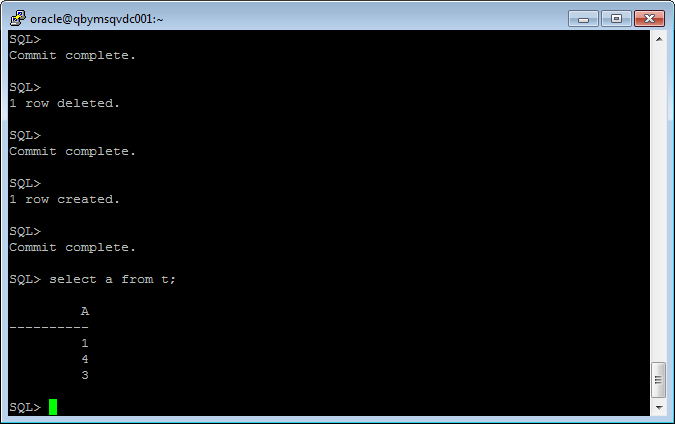 oracle@qbymsqvdc001:~
SQL>
Commit complete.
SQL>
1 row deleted.
SQL>
Commit complete.
SQL>
1 row created.
SQL>
Commit complete.
SQL> select a from t;
A
----------
1
4
3
SQL>